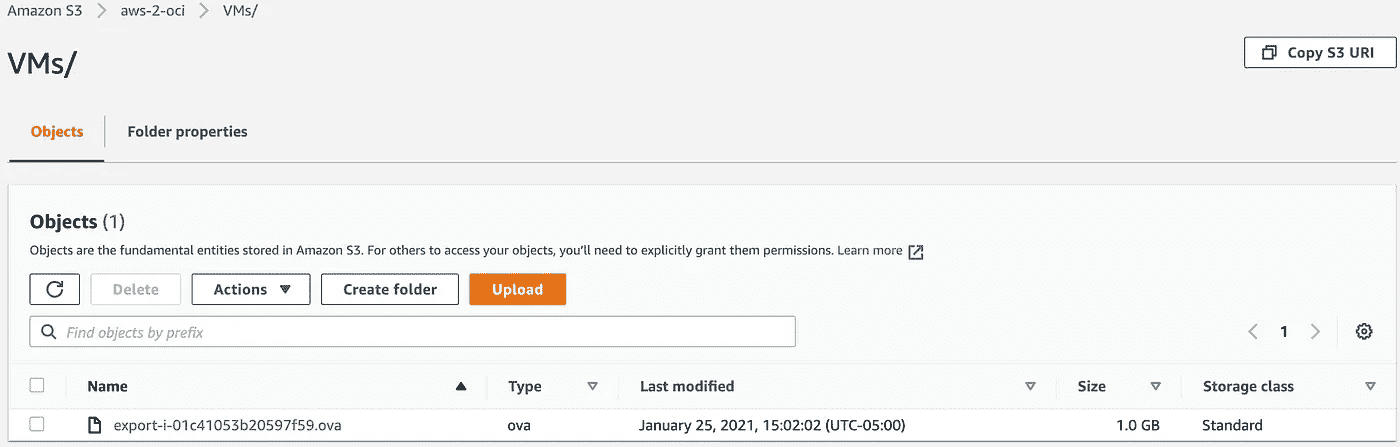 Amazon S3 > aws-2-oci > VMs/
VMs/
Copy S3 URI
Objects
Folder properties
Objects (1)
Objects are the fundamental entities stored in Amazon S3. For others to access your objects, you'll need to explicitly grant them permissions. Learn more
Delete Actions Create folder Upload
Find objects by prefix
1
Name Type Last modified Size Storage class
export-i-01c41053b20597f59.ova ova January 25, 2021, 15:02:02 (UTC-05:00) 1.0 GB Standard